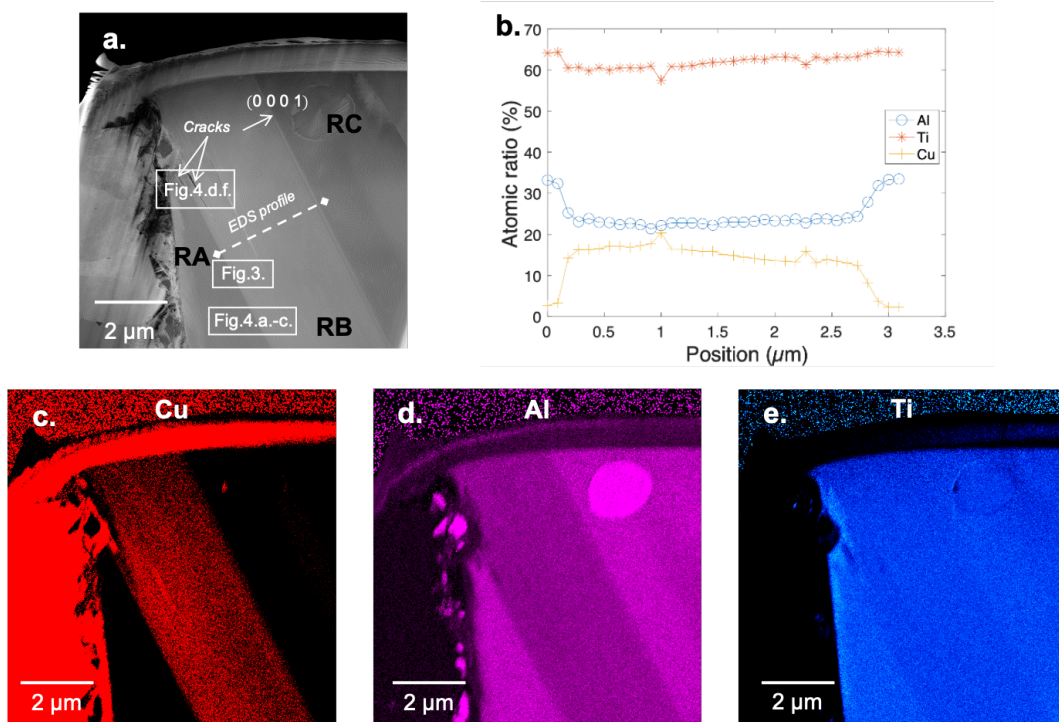 a.
(0 0 0 1)
Cracks
RC
Fig.4.d.f.
EDS profile
RA
Fig.3.
Fig.4.a.-c.
RB
2 µm
b.
70
60
50
40
30
20
10
0
Atomic ratio (%)
Al
Ti
Cu
0 0.5 1 1.5 2 2.5 3 3.5
Position (µm)
c.
Cu
2 µm
d.
Al
2 µm
e.
Ti
2 µm